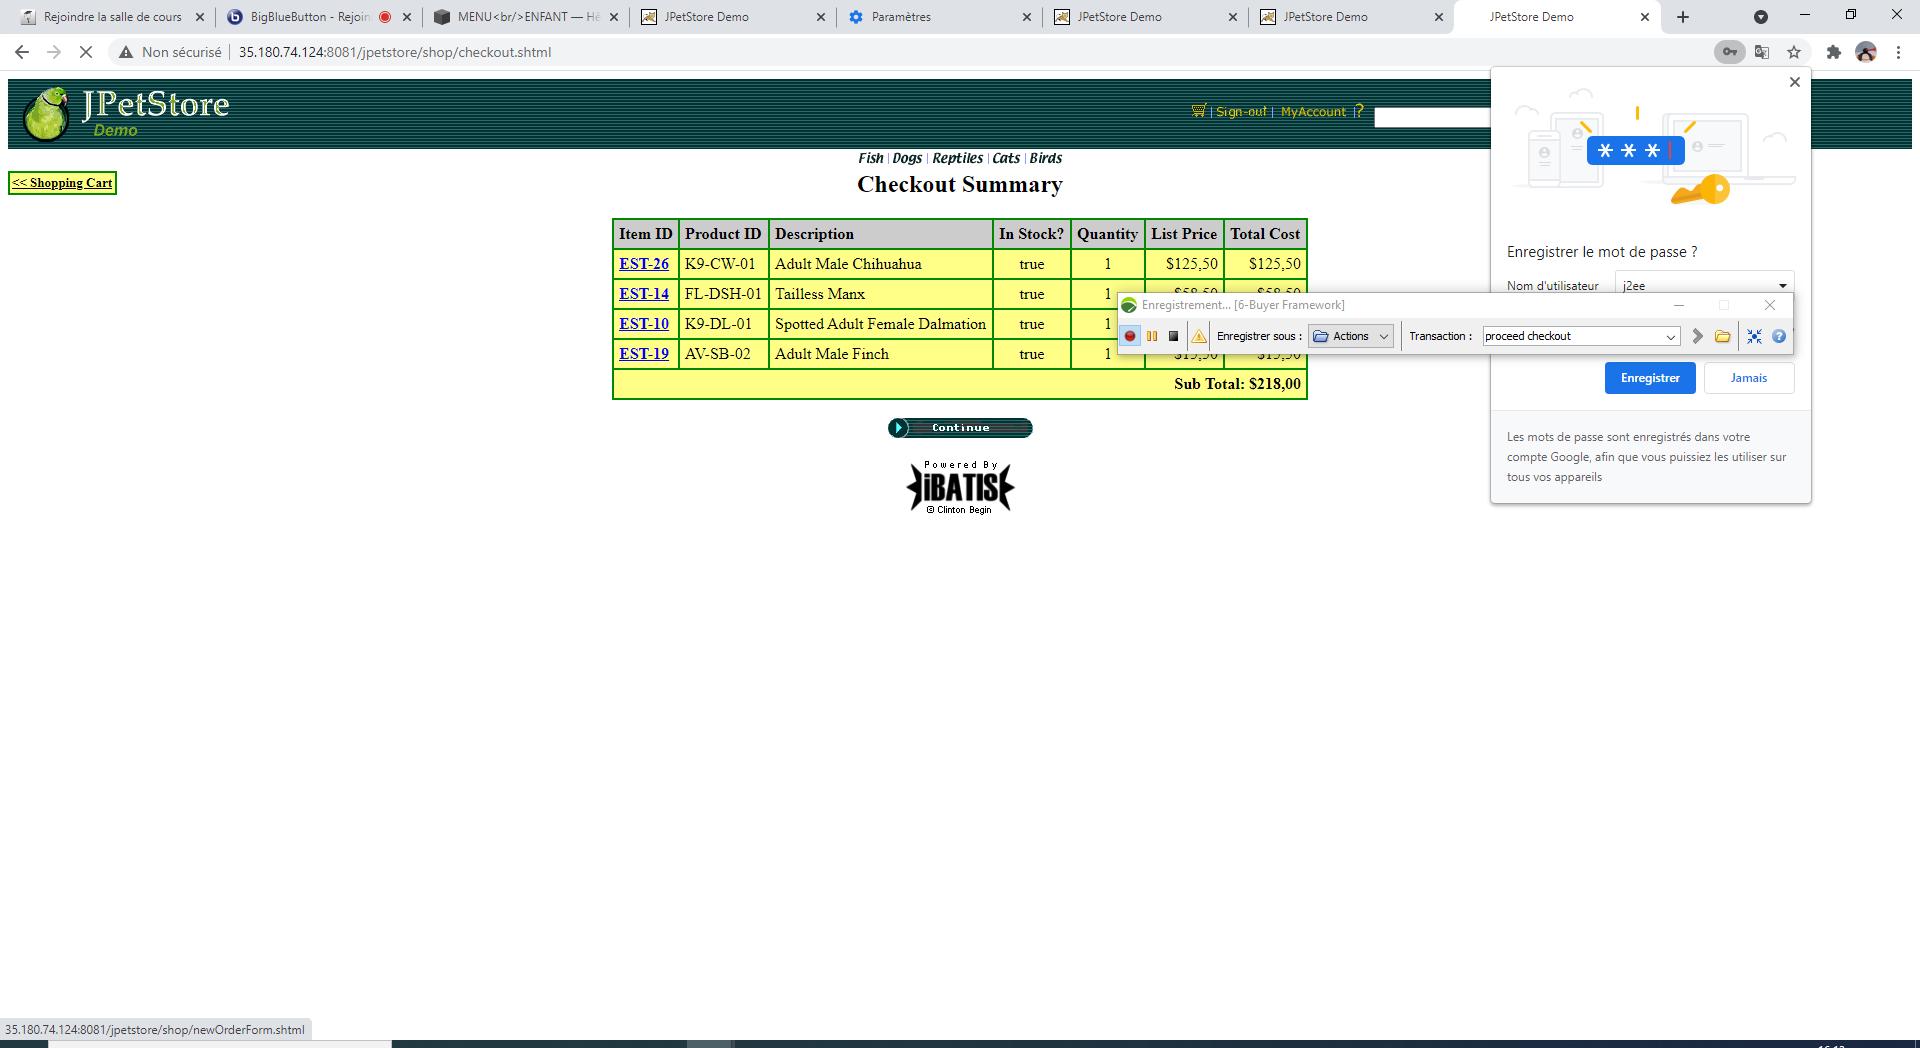 Rejoindre la salle de cours
BigBlueButton - Rejoin
MENU<br/>ENFANT — H
JPetStore Demo
Paramètres
JPetStore Demo
JPetStore Demo
JPetStore Demo
Non sécurisé
35.180.74.124:8081/jpetstore/shop/checkout.shtml
JPetStore
Demo
Sign-out | MyAccount | ?
Fish | Dogs | Reptiles | Cats | Birds
<< Shopping Cart
Checkout Summary
Item ID Product ID Description In Stock? Quantity List Price Total Cost
EST-26 K9-CW-01 Adult Male Chihuahua true 1 $125,50 $125,50
EST-14 FL-DSH-01 Tailless Manx true 1 $58,50 $58,50
EST-10 K9-DL-01 Spotted Adult Female Dalmation true 1
EST-19 AV-SB-02 Adult Male Finch true 1 $15,50 $15,50
Sub Total: $218,00
Continue
Powered By
iBATIS
© Clinton Begin
* * *
Enregistrer le mot de passe ?
Nom d'utilisateur j2ee
Enregistrement... [6-Buyer Framework]
Enregistrer sous : Actions Transaction : proceed checkout
Enregistrer Jamais
Les mots de passe sont enregistrés dans votre
compte Google, afin que vous puissiez les utiliser sur
tous vos appareils
35.180.74.124:8081/jpetstore/shop/newOrderForm.shtml